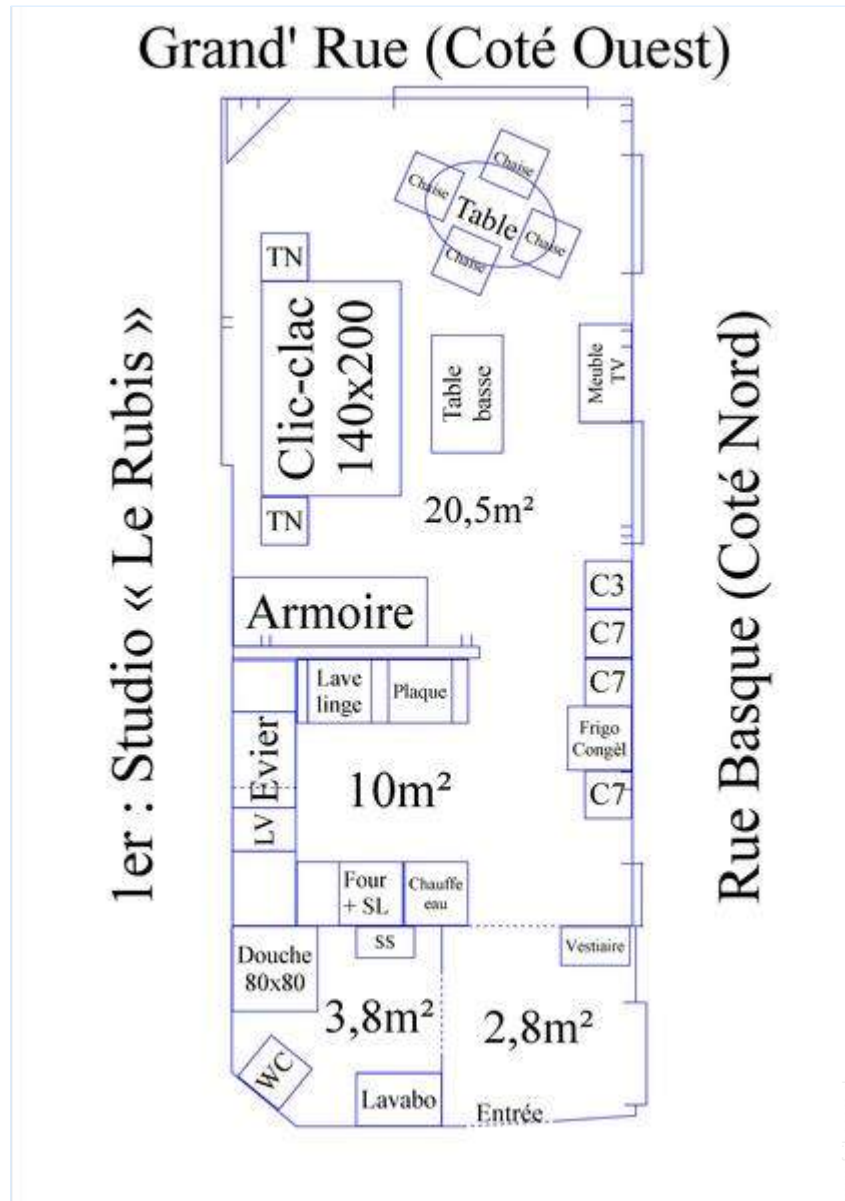 Grand' Rue (Coté Ouest)
Chaise
Chaise
Table
Chaise
Chaise
TN
Clic-clac
140x200
Table
basse
Meuble
TV
1er : Studio « Le Rubis »
Rue Basque (Coté Nord)
TN
20,5m²
C3
Armoire
C7
Lave
linge
Plaque
C7
Evier
Frigo
Congèl
10m²
C7
LV
Four
+ SL
Chauffe
eau
Douche
80x80
SS
Vestiaire
3,8m²
2,8m²
WC
Lavabo
Entrée